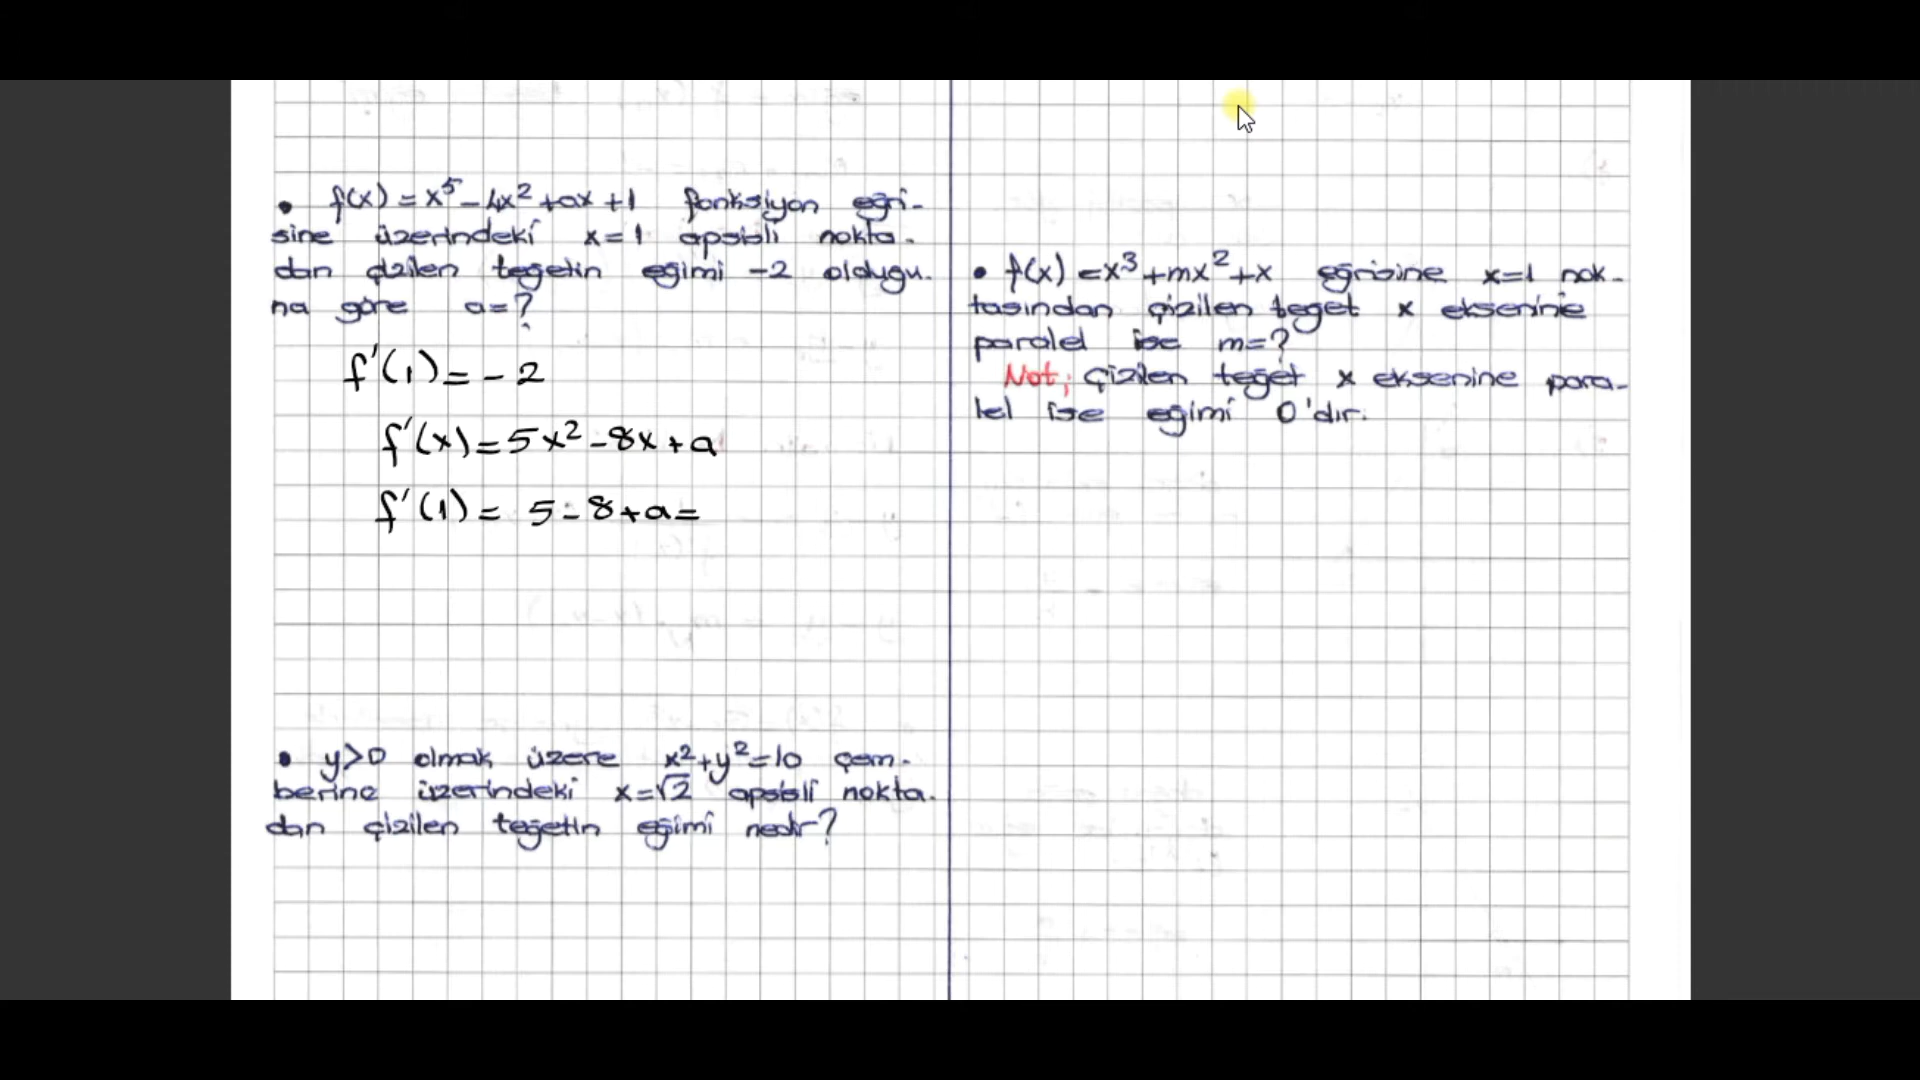 • f(x) = x⁵ - 4x² + ax + 1 fonksiyon eğri-
sine üzerindeki x=1 apsisli nokta-
dan çizilen teğetin eğimi -2 olduğu-
na göre a=?
f'(1) = -2
f'(x) = 5x² - 8x + a
f'(1) = 5 - 8 + a =
• y>0 olmak üzere x² + y² = 10 çem-
berine üzerindeki x=√2 apsisli nokta-
dan çizilen teğetin eğimi nedir?
• f(x) = x³ + mx² + x eğrisine x=1 nok-
tasından çizilen teğet x eksenine
paralel ise m=?
Not; Çizilen teğet x eksenine para-
lel ise eğimi 0'dır.